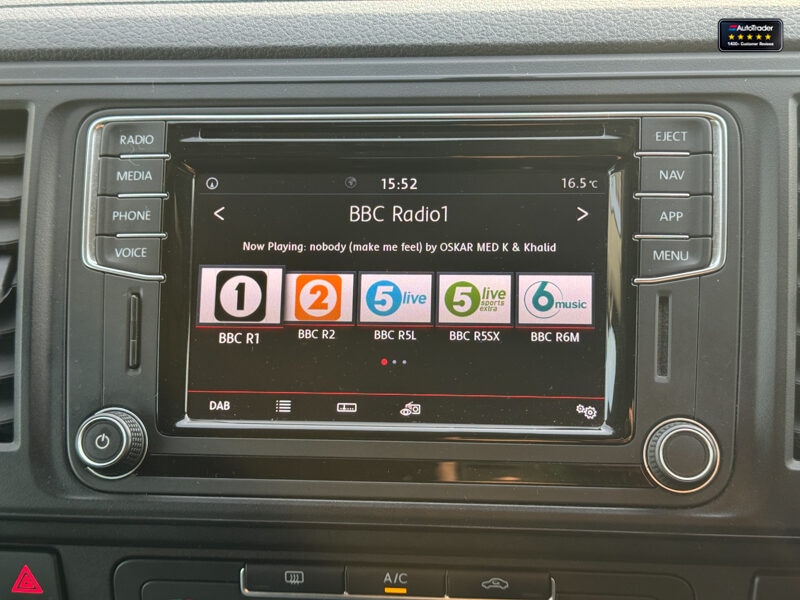 AutoTrader
1400+ Customer Reviews
RADIO
MEDIA
PHONE
VOICE
EJECT
NAV
APP
MENU
15:52
16.5°C
< BBC Radio1 >
Now Playing: nobody (make me feel) by OSKAR MED K & Khalid
1
2
5 live
5 live sports extra
6 music
BBC R1
BBC R2
BBC R5L
BBC R5SX
BBC R6M
DAB
A/C